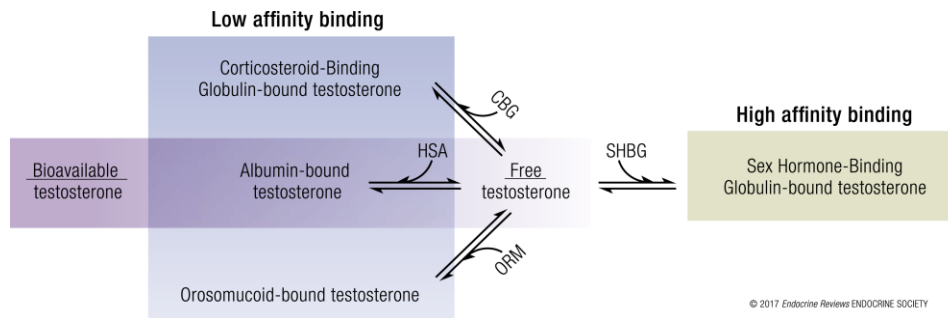 Low affinity binding
Corticosteroid-Binding
Globulin-bound testosterone
CBG
High affinity binding
Bioavailable
testosterone
Albumin-bound
testosterone
HSA
Free
testosterone
SHBG
Sex Hormone-Binding
Globulin-bound testosterone
ORM
Orosomucoid-bound testosterone
© 2017 Endocrine Reviews ENDOCRINE SOCIETY